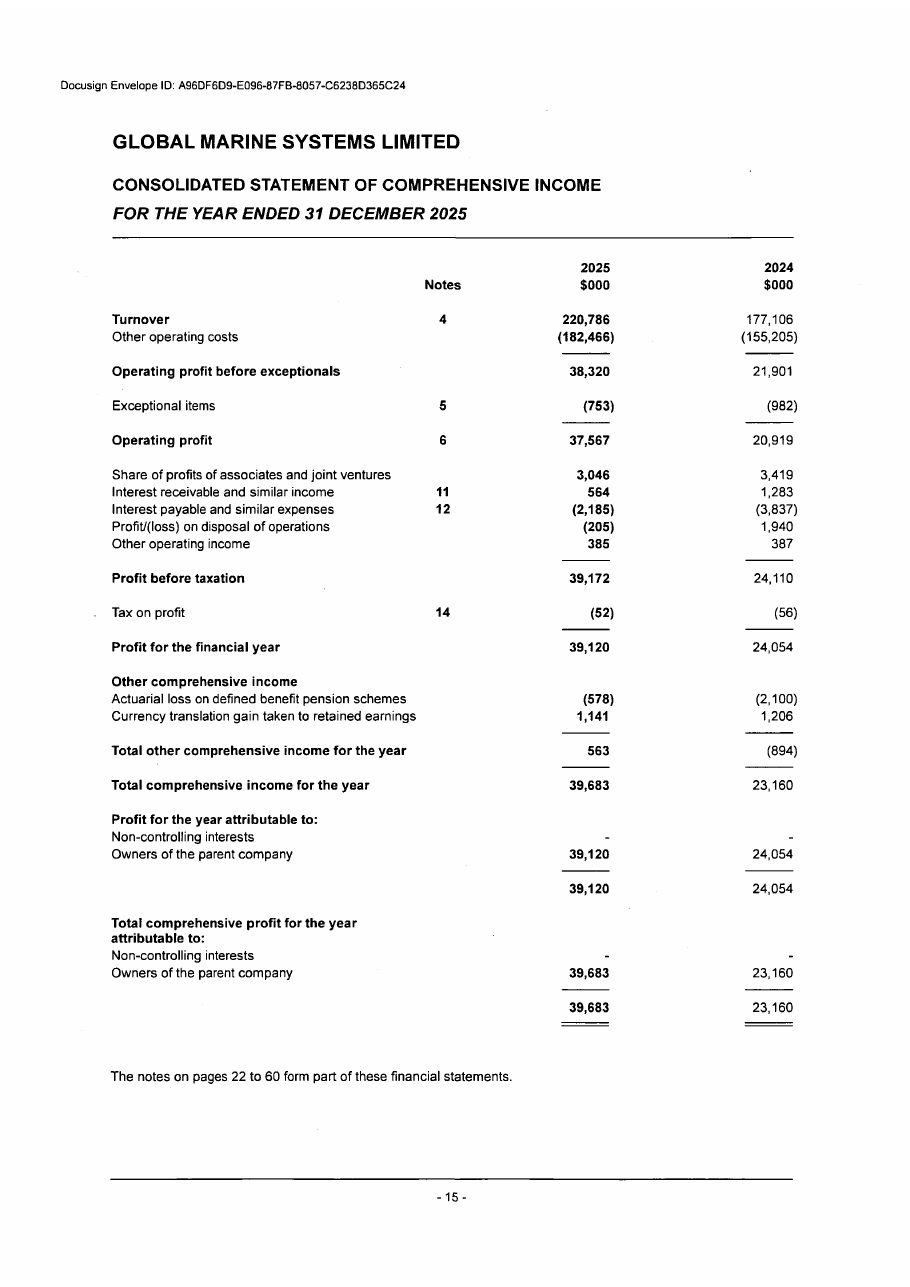 Docusign Envelope ID: A96DF6D9-E096-87FB-8057-C6238D365C24
GLOBAL MARINE SYSTEMS LIMITED
CONSOLIDATED STATEMENT OF COMPREHENSIVE INCOME
FOR THE YEAR ENDED 31 DECEMBER 2025
2025 2024
Notes $000 $000
Turnover 4 220,786 177,106
Other operating costs (182,466) (155,205)
Operating profit before exceptionals 38,320 21,901
Exceptional items 5 (753) (982)
Operating profit 6 37,567 20,919
Share of profits of associates and joint ventures 3,046 3,419
Interest receivable and similar income 11 564 1,283
Interest payable and similar expenses 12 (2,185) (3,837)
Profit/(loss) on disposal of operations (205) 1,940
Other operating income 385 387
Profit before taxation 39,172 24,110
Tax on profit 14 (52) (56)
Profit for the financial year 39,120 24,054
Other comprehensive income
Actuarial loss on defined benefit pension schemes (578) (2,100)
Currency translation gain taken to retained earnings 1,141 1,206
Total other comprehensive income for the year 563 (894)
Total comprehensive income for the year 39,683 23,160
Profit for the year attributable to:
Non-controlling interests - -
Owners of the parent company 39,120 24,054
39,120 24,054
Total comprehensive profit for the year
attributable to:
Non-controlling interests - -
Owners of the parent company 39,683 23,160
39,683 23,160
The notes on pages 22 to 60 form part of these financial statements.
- 15 -